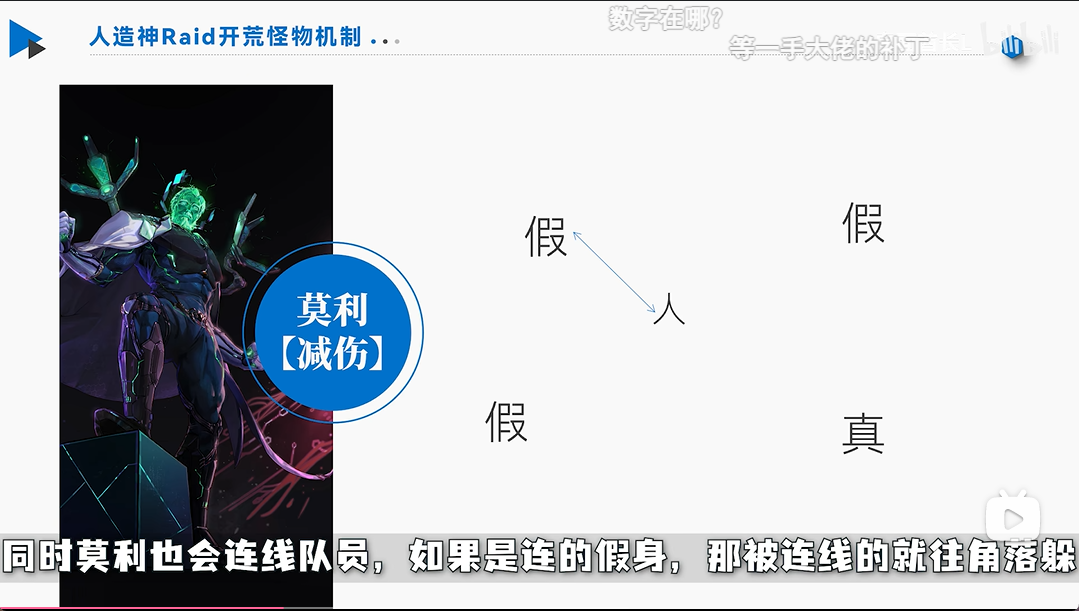 数字在哪?
人造神Raid开荒怪物机制
等一手大佬的补丁
假
假
人
莫利
【减伤】
假
真
同时莫利也会连线队员，如果是连的假身，那被连线的就往角落躲